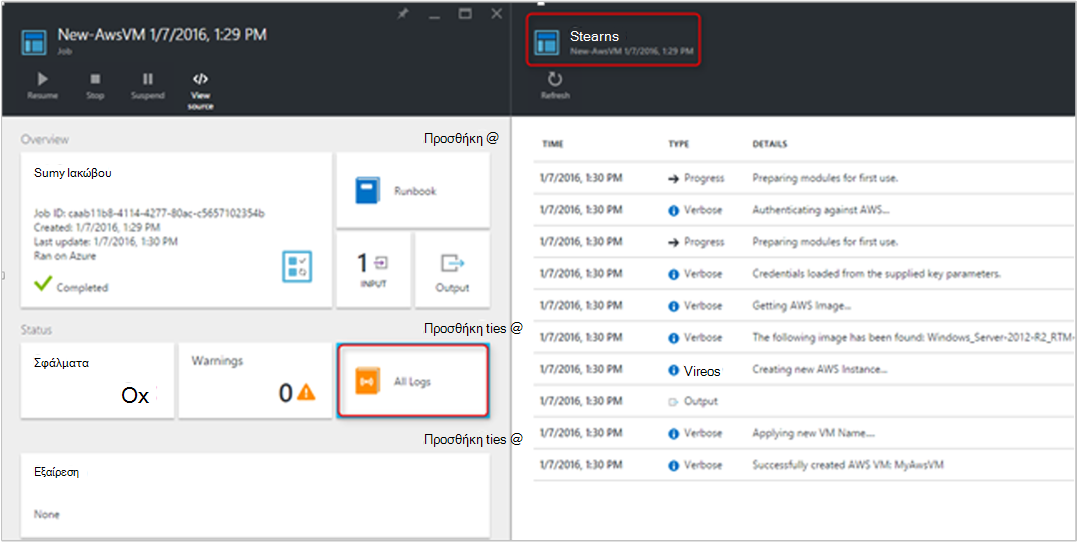 New-AwsVM 1/7/2016, 1:29 PM
Job
Resume
Stop
Suspend
View source
Overview
Προσθήκη @
Sumy Ιακώβου
Job ID: caab11b8-4114-4277-80ac-c5657102354b
Created: 1/7/2016, 1:29 PM
Last update: 1/7/2016, 1:30 PM
Ran on Azure
Completed
Runbook
1
INPUT
Output
Status
Προσθήκη ties @
Σφάλματα
Ox
Warnings
0
All Logs
Προσθήκη ties @
Εξαίρεση
None
Stearns
New-AwsVM 1/7/2016, 1:29 PM
Refresh
TIME TYPE DETAILS
1/7/2016, 1:30 PM Progress Preparing modules for first use.
1/7/2016, 1:30 PM Verbose Authenticating against AWS...
1/7/2016, 1:30 PM Progress Preparing modules for first use.
1/7/2016, 1:30 PM Verbose Credentials loaded from the supplied key parameters.
1/7/2016, 1:30 PM Verbose Getting AWS Image...
1/7/2016, 1:30 PM Verbose The following image has been found: Windows_Server-2012-R2_RTM-
1/7/2016, 1:30 PM Vireos Creating new AWS Instance...
1/7/2016, 1:30 PM Output
1/7/2016, 1:30 PM Verbose Applying new VM Name....
1/7/2016, 1:30 PM Verbose Successfully created AWS VM: MyAwsVM